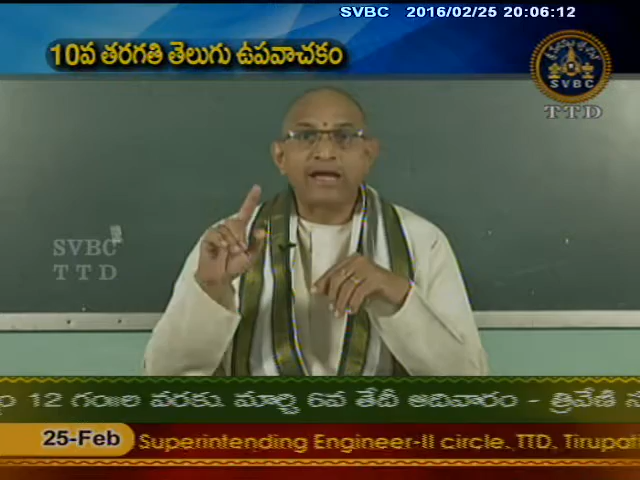 SVBC 2016/02/25 20:06:12
10వ తరగతి తెలుగు ఉపవాచకం
SVBC
TTD
SVBC
TTD
12 గం॥ల వరకు. మార్చి 6వ తేదీ ఆదివారం - త్రివేణి
25-Feb Superintending Engineer-II circle, TTD, Tirupati